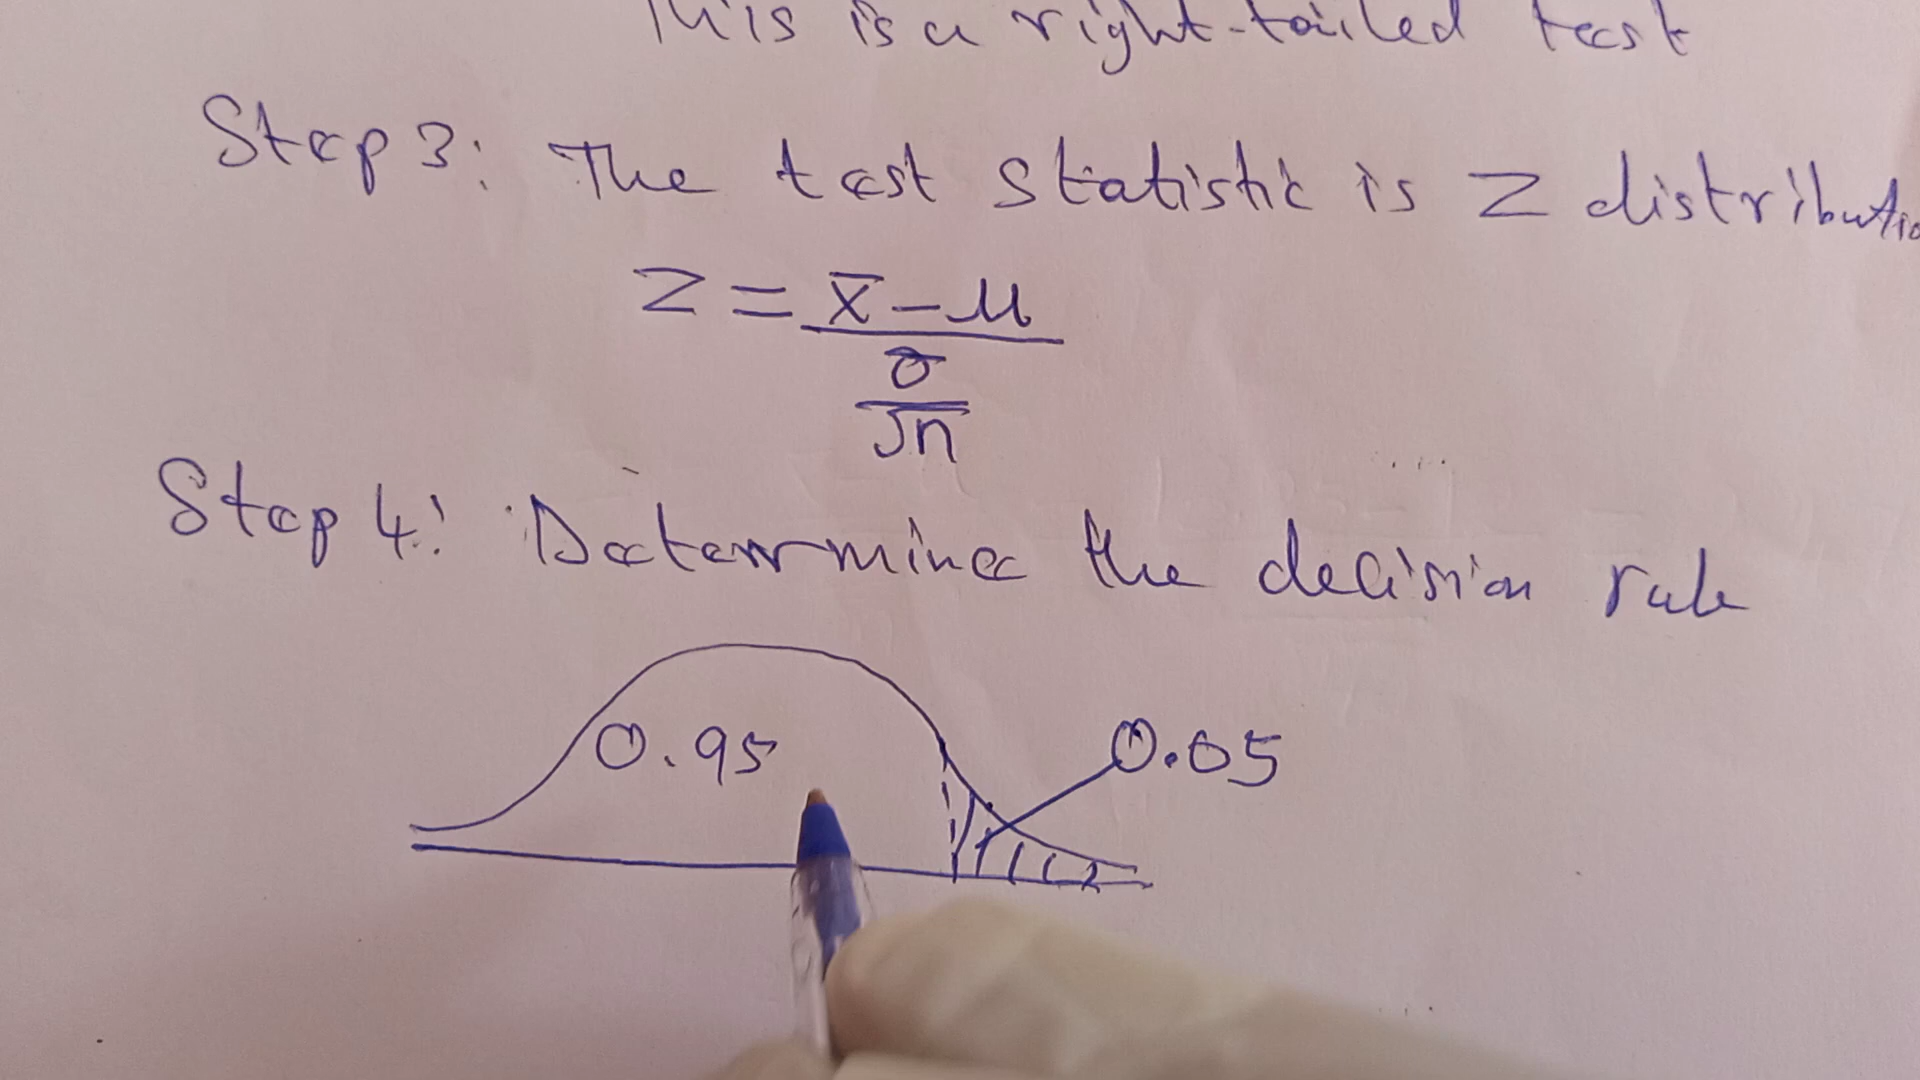 This is a right-tailed test
Step 3: The test statistic is Z distributio
Z = x̄ - μ
σ
√n
Step 4: Determine the decision rule
0.95 0.05